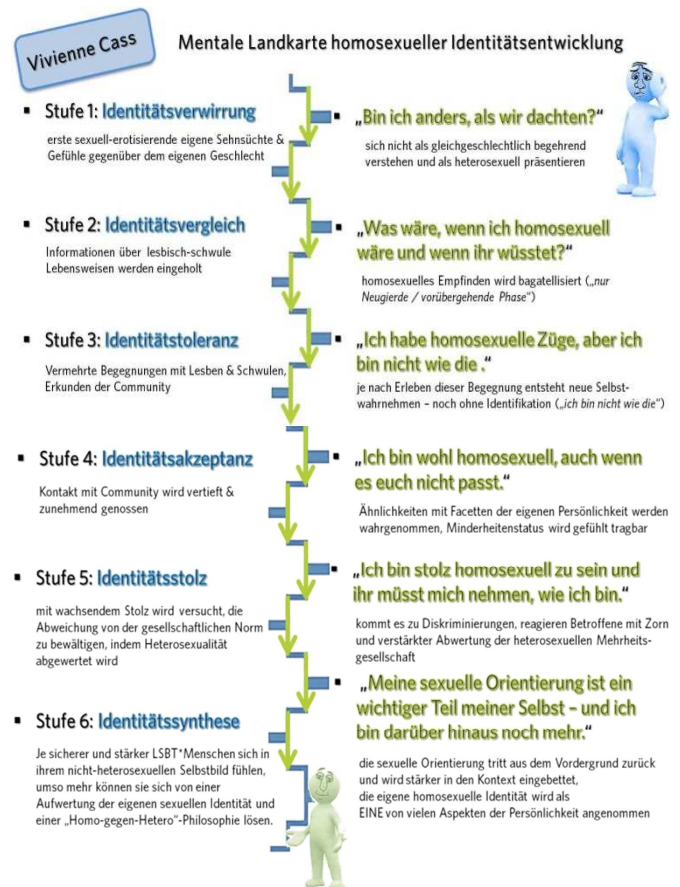 Vivienne Cass
Mentale Landkarte homosexueller Identitätsentwicklung
▪ Stufe 1: Identitätsverwirrung
erste sexuell-erotisierende eigene Sehnsüchte &
Gefühle gegenüber dem eigenen Geschlecht
▪ „Bin ich anders, als wir dachten?“
sich nicht als gleichgeschlechtlich begehrend
verstehen und als heterosexuell präsentieren
▪ Stufe 2: Identitätsvergleich
Informationen über lesbisch-schwule
Lebensweisen werden eingeholt
▪ „Was wäre, wenn ich homosexuell
wäre und wenn ihr wüsstet?“
homosexuelles Empfinden wird bagatellisiert („nur
Neugierde / vorübergehende Phase“)
▪ Stufe 3: Identitätstoleranz
Vermehrte Begegnungen mit Lesben & Schwulen,
Erkunden der Community
▪ „Ich habe homosexuelle Züge, aber ich
bin nicht wie die .“
je nach Erleben dieser Begegnung entsteht neue Selbst-
wahrnehmen – noch ohne Identifikation („ich bin nicht wie die“)
▪ Stufe 4: Identitätsakzeptanz
Kontakt mit Community wird vertieft &
zunehmend genossen
▪ „Ich bin wohl homosexuell, auch wenn
es euch nicht passt.“
Ähnlichkeiten mit Facetten der eigenen Persönlichkeit werden
wahrgenommen, Minderheitenstatus wird gefühlt tragbar
▪ Stufe 5: Identitätsstolz
mit wachsendem Stolz wird versucht, die
Abweichung von der gesellschaftlichen Norm
zu bewältigen, indem Heterosexualität
abgewertet wird
▪ „Ich bin stolz homosexuell zu sein und
ihr müsst mich nehmen, wie ich bin.“
kommt es zu Diskriminierungen, reagieren Betroffene mit Zorn
und verstärkter Abwertung der heterosexuellen Mehrheits-
gesellschaft
▪ Stufe 6: Identitätssynthese
Je sicherer und stärker LSBT*Menschen sich in
ihrem nicht-heterosexuellen Selbstbild fühlen,
umso mehr können sie sich von einer
Aufwertung der eigenen sexuellen Identität und
einer „Homo-gegen-Hetero“-Philosophie lösen.
▪ „Meine sexuelle Orientierung ist ein
wichtiger Teil meiner Selbst – und ich
bin darüber hinaus noch mehr.“
die sexuelle Orientierung tritt aus dem Vordergrund zurück
und wird stärker in den Kontext eingebettet,
die eigene homosexuelle Identität wird als
EINE von vielen Aspekten der Persönlichkeit angenommen